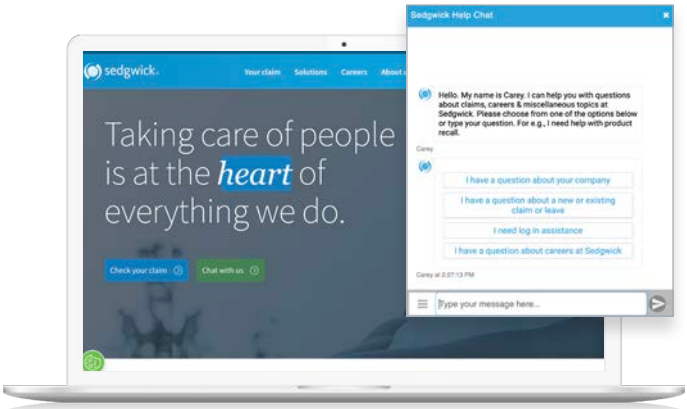 sedgwick.
Your claim Solutions Careers About
Taking care of people
is at the heart of
everything we do.
Check your claim
Chat with us
Sedgwick Help Chat
Hello. My name is Carey. I can help you with questions
about claims, careers & miscellaneous topics at
Sedgwick. Please choose from one of the options below
or type your question. For e.g., I need help with product
recall.
Carey
I have a question about your company
I have a question about a new or existing
claim or leave
I need log in assistance
I have a question about careers at Sedgwick
Carey at 2:07:13 PM
Type your message here...